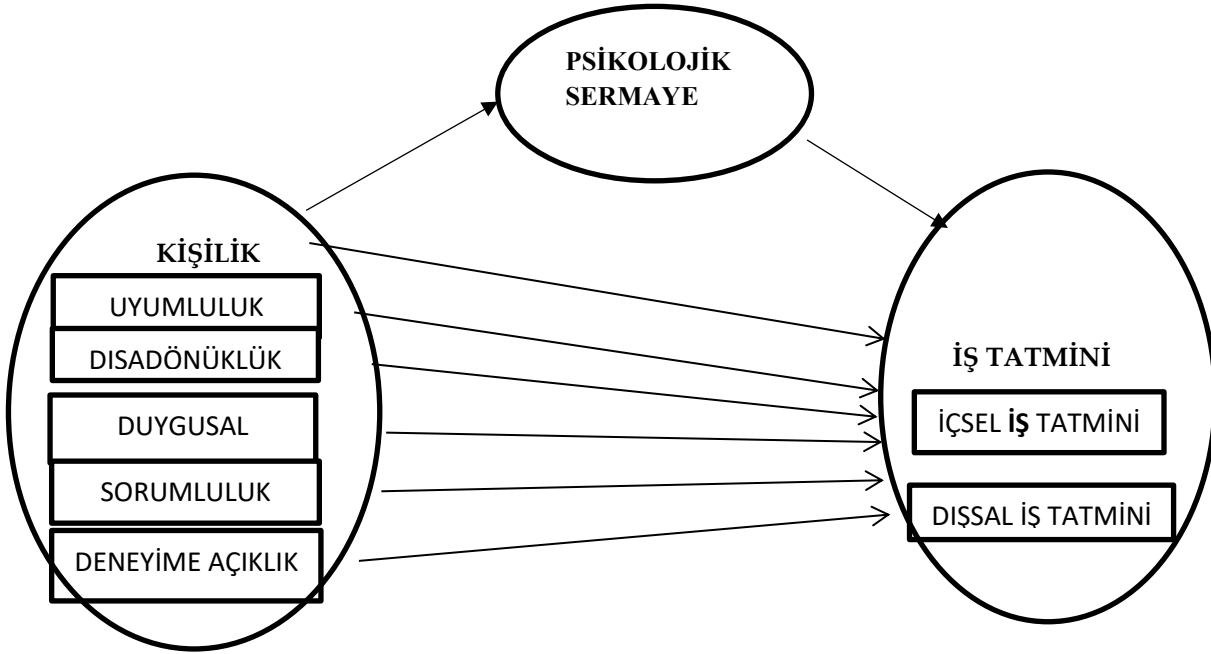 PSİKOLOJİK
SERMAYE
KİŞİLİK
UYUMLULUK
DISADÖNÜKLÜK
DUYGUSAL
SORUMLULUK
DENEYİME AÇIKLIK
İŞ TATMİNİ
İÇSEL İŞ TATMİNİ
DIŞSAL İŞ TATMİNİ